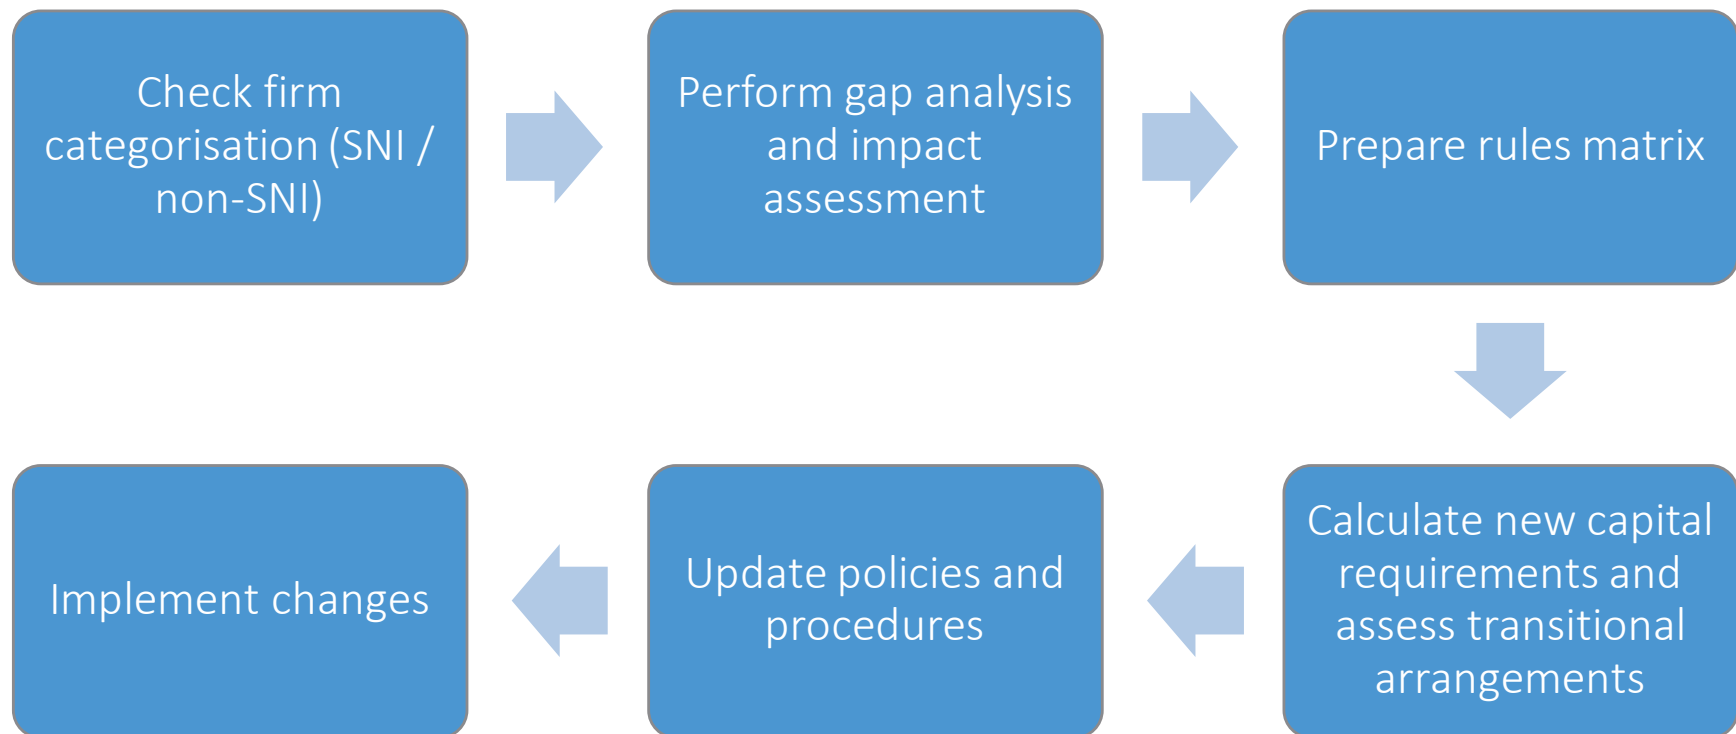 Check firm
categorisation (SNI /
non-SNI)
Perform gap analysis
and impact
assessment
Prepare rules matrix
Calculate new capital
requirements and
assess transitional
arrangements
Update policies and
procedures
Implement changes